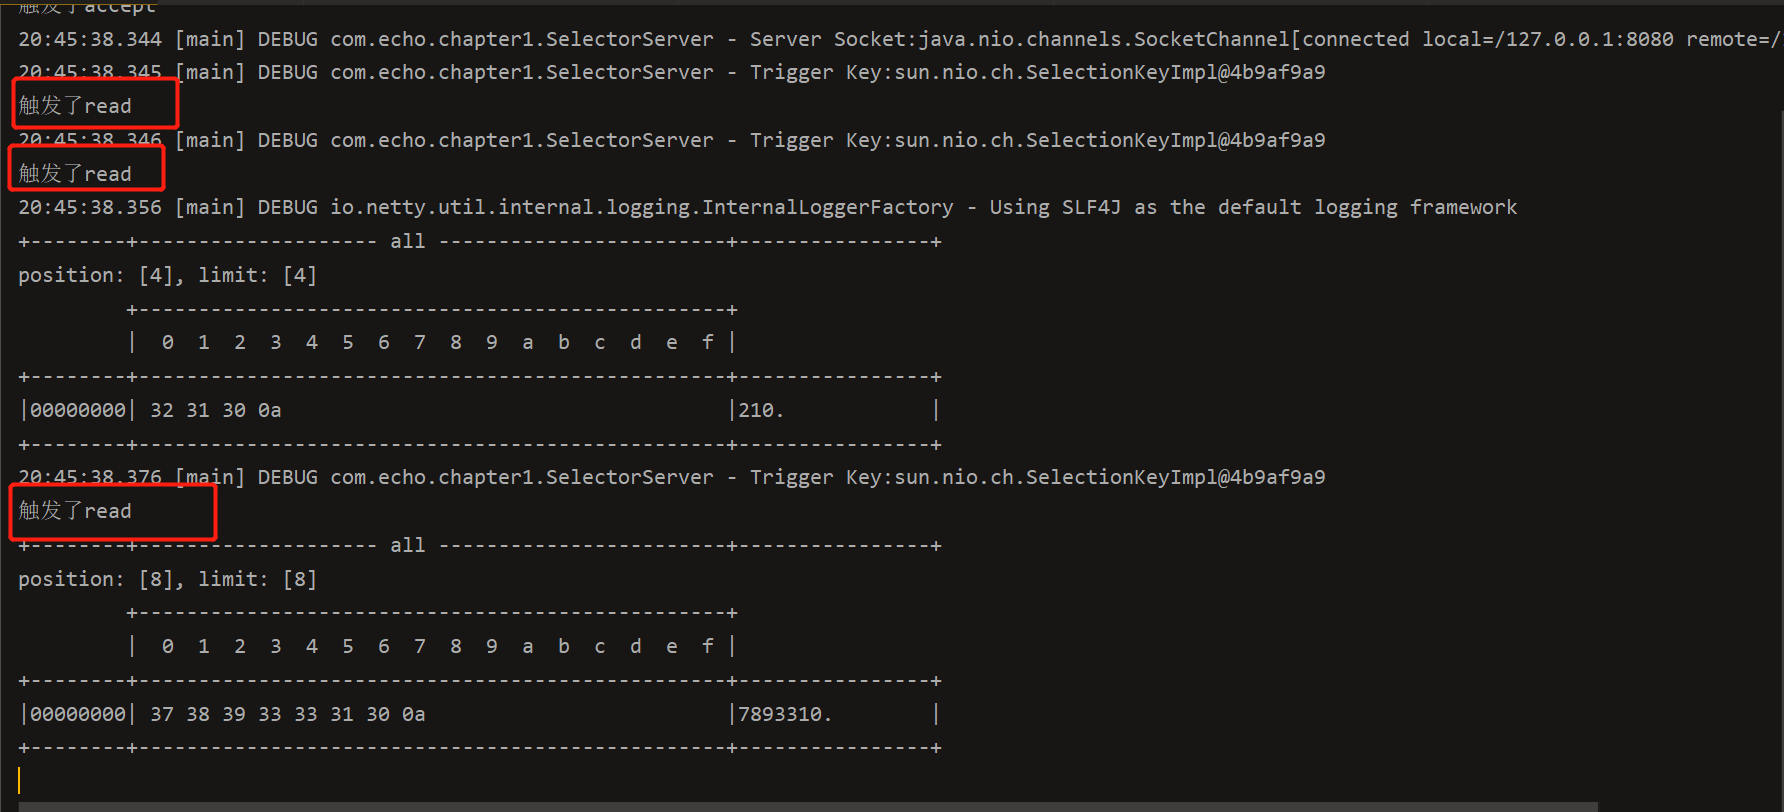 触发了accept
20:45:38.344 [main] DEBUG com.echo.chapter1.SelectorServer - Server Socket:java.nio.channels.SocketChannel[connected local=/127.0.0.1:8080 remote=/
20:45:38.345 [main] DEBUG com.echo.chapter1.SelectorServer - Trigger Key:sun.nio.ch.SelectionKeyImpl@4b9af9a9
触发了read
20:45:38.346 [main] DEBUG com.echo.chapter1.SelectorServer - Trigger Key:sun.nio.ch.SelectionKeyImpl@4b9af9a9
触发了read
20:45:38.356 [main] DEBUG io.netty.util.internal.logging.InternalLoggerFactory - Using SLF4J as the default logging framework
+--------+-------------------- all ------------------------+----------------+
position: [4], limit: [4]
         +-------------------------------------------------+
         |  0  1  2  3  4  5  6  7  8  9  a  b  c  d  e  f |
+--------+-------------------------------------------------+----------------+
|00000000| 32 31 30 0a                                     |210.            |
+--------+-------------------------------------------------+----------------+
20:45:38.376 [main] DEBUG com.echo.chapter1.SelectorServer - Trigger Key:sun.nio.ch.SelectionKeyImpl@4b9af9a9
触发了read
+--------+-------------------- all ------------------------+----------------+
position: [8], limit: [8]
         +-------------------------------------------------+
         |  0  1  2  3  4  5  6  7  8  9  a  b  c  d  e  f |
+--------+-------------------------------------------------+----------------+
|00000000| 37 38 39 33 33 31 30 0a                         |7893310.        |
+--------+-------------------------------------------------+----------------+